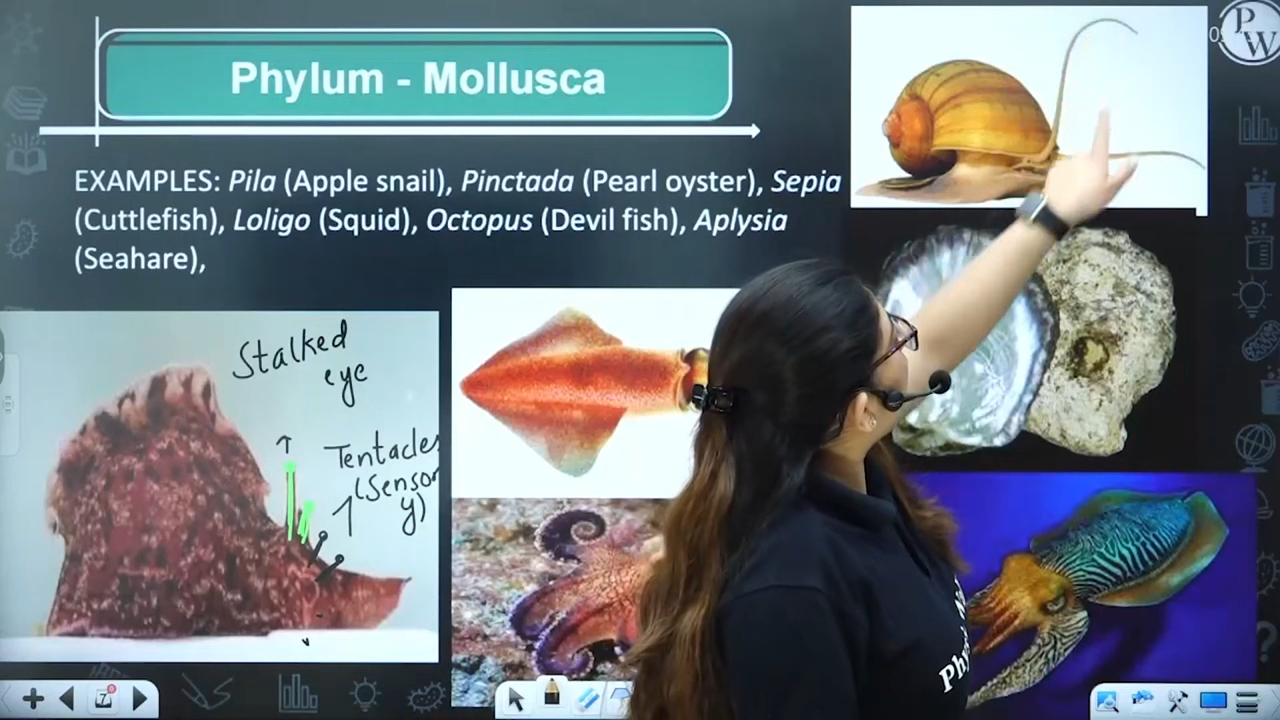 Phylum - Mollusca
EXAMPLES: Pila (Apple snail), Pinctada (Pearl oyster), Sepia
(Cuttlefish), Loligo (Squid), Octopus (Devil fish), Aplysia
(Seahare),
Stalked
eye
Tentacles
(Sensor
y)
PW
7